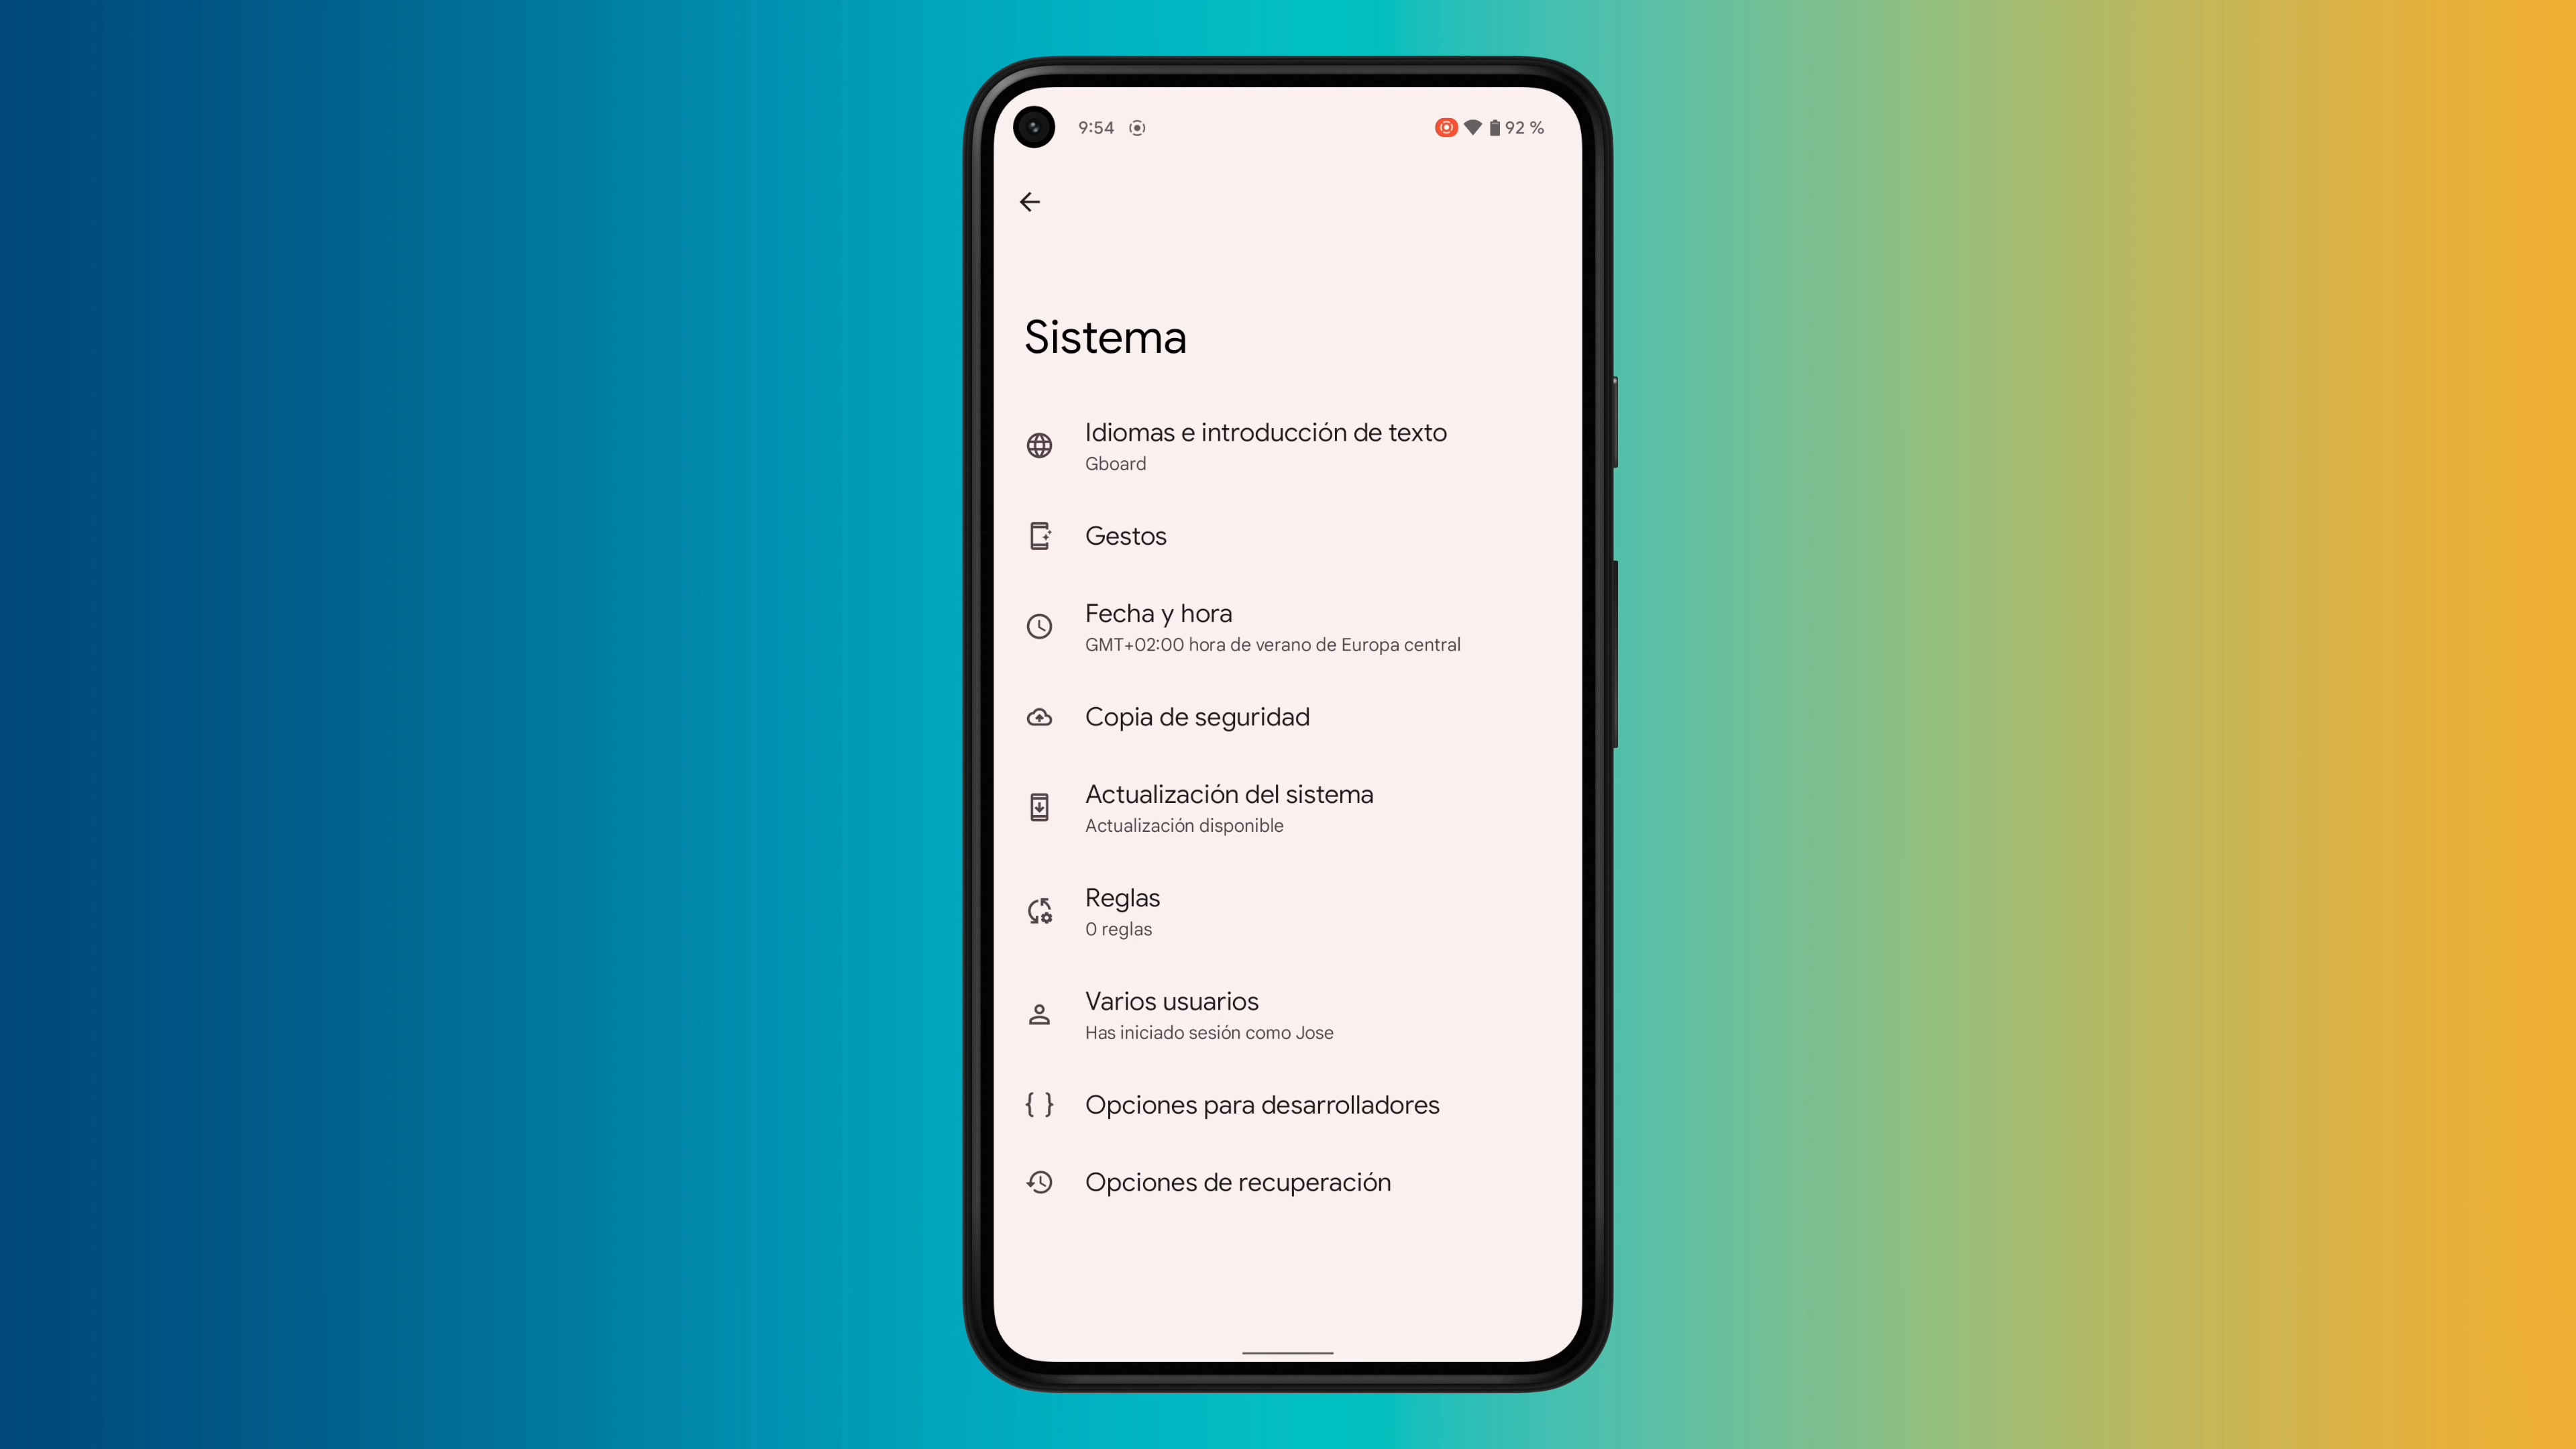 9:54
92 %
Sistema
Idiomas e introducción de texto
Gboard
Gestos
Fecha y hora
GMT+02:00 hora de verano de Europa central
Copia de seguridad
Actualización del sistema
Actualización disponible
Reglas
0 reglas
Varios usuarios
Has iniciado sesión como Jose
Opciones para desarrolladores
Opciones de recuperación